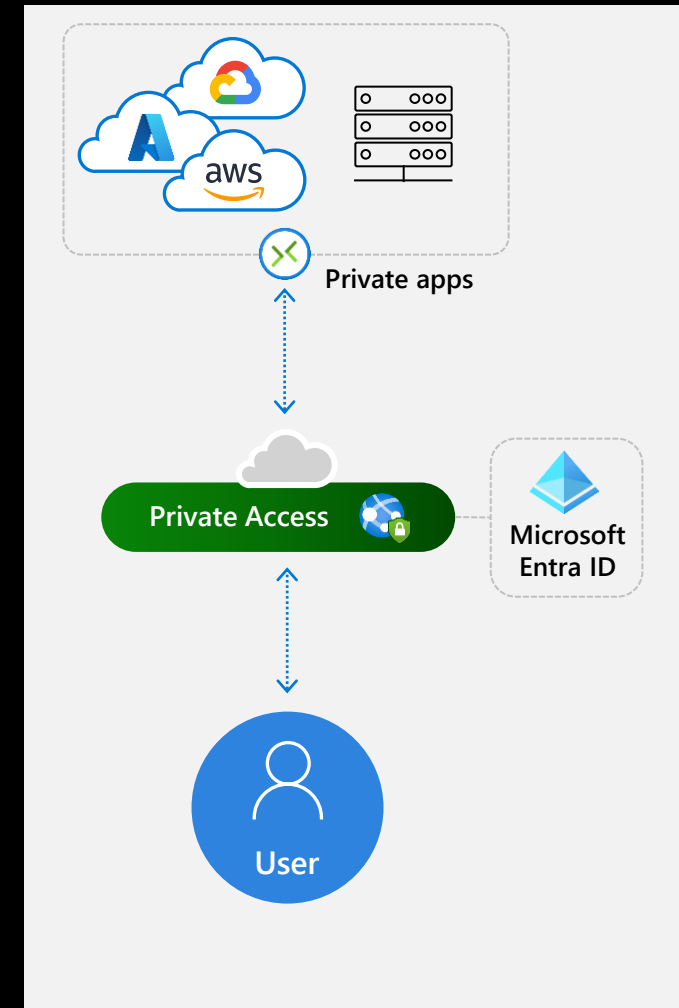 aws
Private apps
Private Access
Microsoft
Entra ID
User